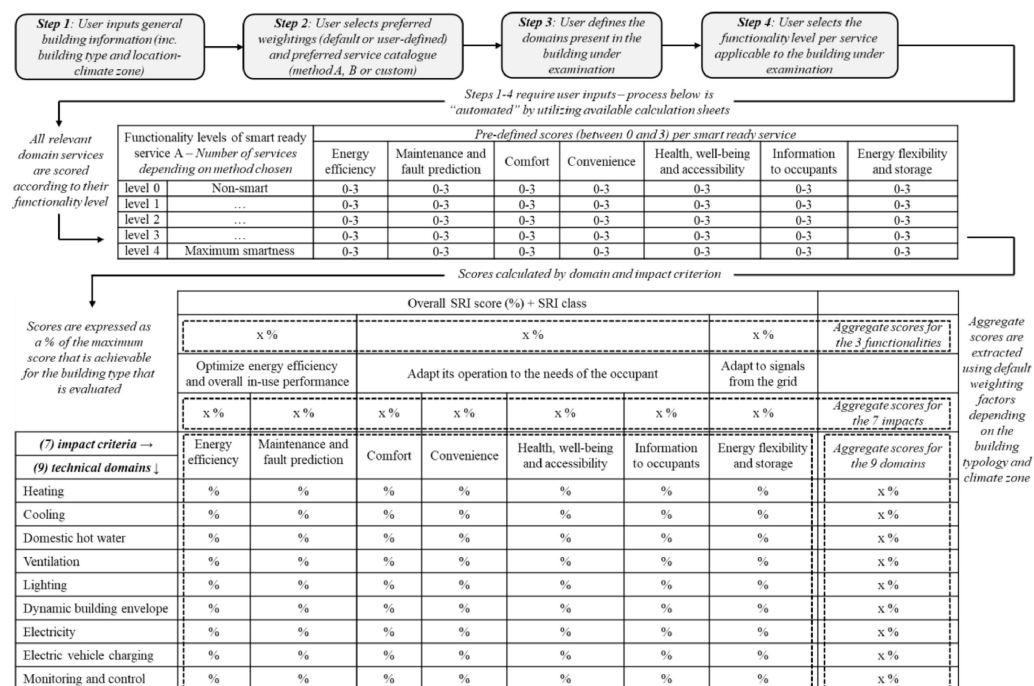 Step 1: User inputs general
building information (inc.
building type and location-
climate zone)
Step 2: User selects preferred
weightings (default or user-defined)
and preferred service catalogue
(method A, B or custom)
Step 3: User defines the
domains present in the
building under
examination
Step 4: User selects the
functionality level per service
applicable to the building under
examination
Steps 1-4 require user inputs – process below is
“automated” by utilizing available calculation sheets
All relevant
domain services
are scored
according to their
functionality level
Functionality levels of smart ready
service A – Number of services
depending on method chosen
Pre-defined scores (between 0 and 3) per smart ready service
Energy
efficiency
Maintenance and
fault prediction
Comfort
Convenience
Health, well-being
and accessibility
Information
to occupants
Energy flexibility
and storage
level 0 Non-smart 0-3 0-3 0-3 0-3 0-3 0-3 0-3
level 1 … 0-3 0-3 0-3 0-3 0-3 0-3 0-3
level 2 … 0-3 0-3 0-3 0-3 0-3 0-3 0-3
level 3 … 0-3 0-3 0-3 0-3 0-3 0-3 0-3
level 4 Maximum smartness 0-3 0-3 0-3 0-3 0-3 0-3 0-3
Scores calculated by domain and impact criterion
Scores are expressed as
a % of the maximum
score that is achievable
for the building type that
is evaluated
Overall SRI score (%) + SRI class
x % x % x %
Aggregate scores for
the 3 functionalities
Optimize energy efficiency
and overall in-use performance
Adapt its operation to the needs of the occupant
Adapt to signals
from the grid
x % x % x % x % x % x % x %
Aggregate scores for
the 7 impacts
(7) impact criteria →
(9) technical domains ↓
Energy
efficiency
Maintenance and
fault prediction
Comfort
Convenience
Health, well-being
and accessibility
Information
to occupants
Energy flexibility
and storage
Aggregate scores for
the 9 domains
Heating % % % % % % % x %
Cooling % % % % % % % x %
Domestic hot water % % % % % % % x %
Ventilation % % % % % % % x %
Lighting % % % % % % % x %
Dynamic building envelope % % % % % % % x %
Electricity % % % % % % % x %
Electric vehicle charging % % % % % % % x %
Monitoring and control % % % % % % % x %
Aggregate
scores are
extracted
using default
weighting
factors
depending
on the
building
typology and
climate zone